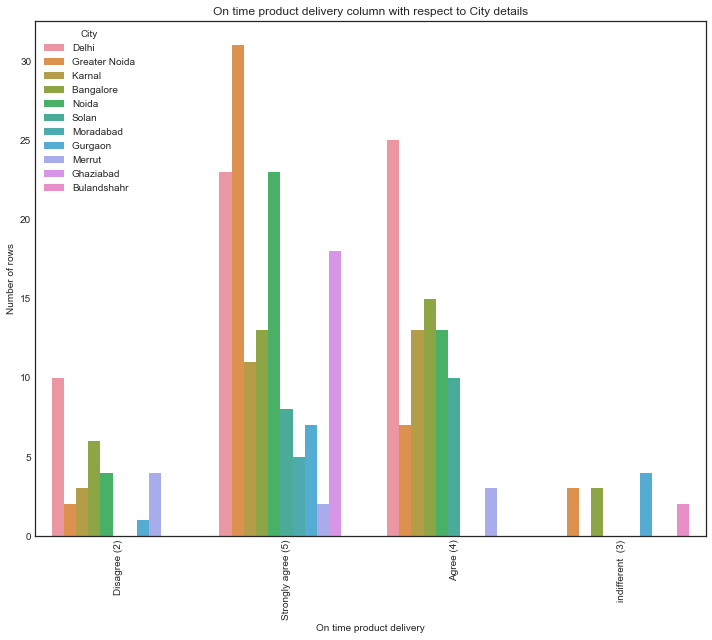 On time product delivery column with respect to City details
City
Delhi
Greater Noida
Karnal
Bangalore
Noida
Solan
Moradabad
Gurgaon
Merrut
Ghaziabad
Bulandshahr
30
25
20
15
10
5
0
Number of rows
Disagree (2)
Strongly agree (5)
Agree (4)
indifferent (3)
On time product delivery